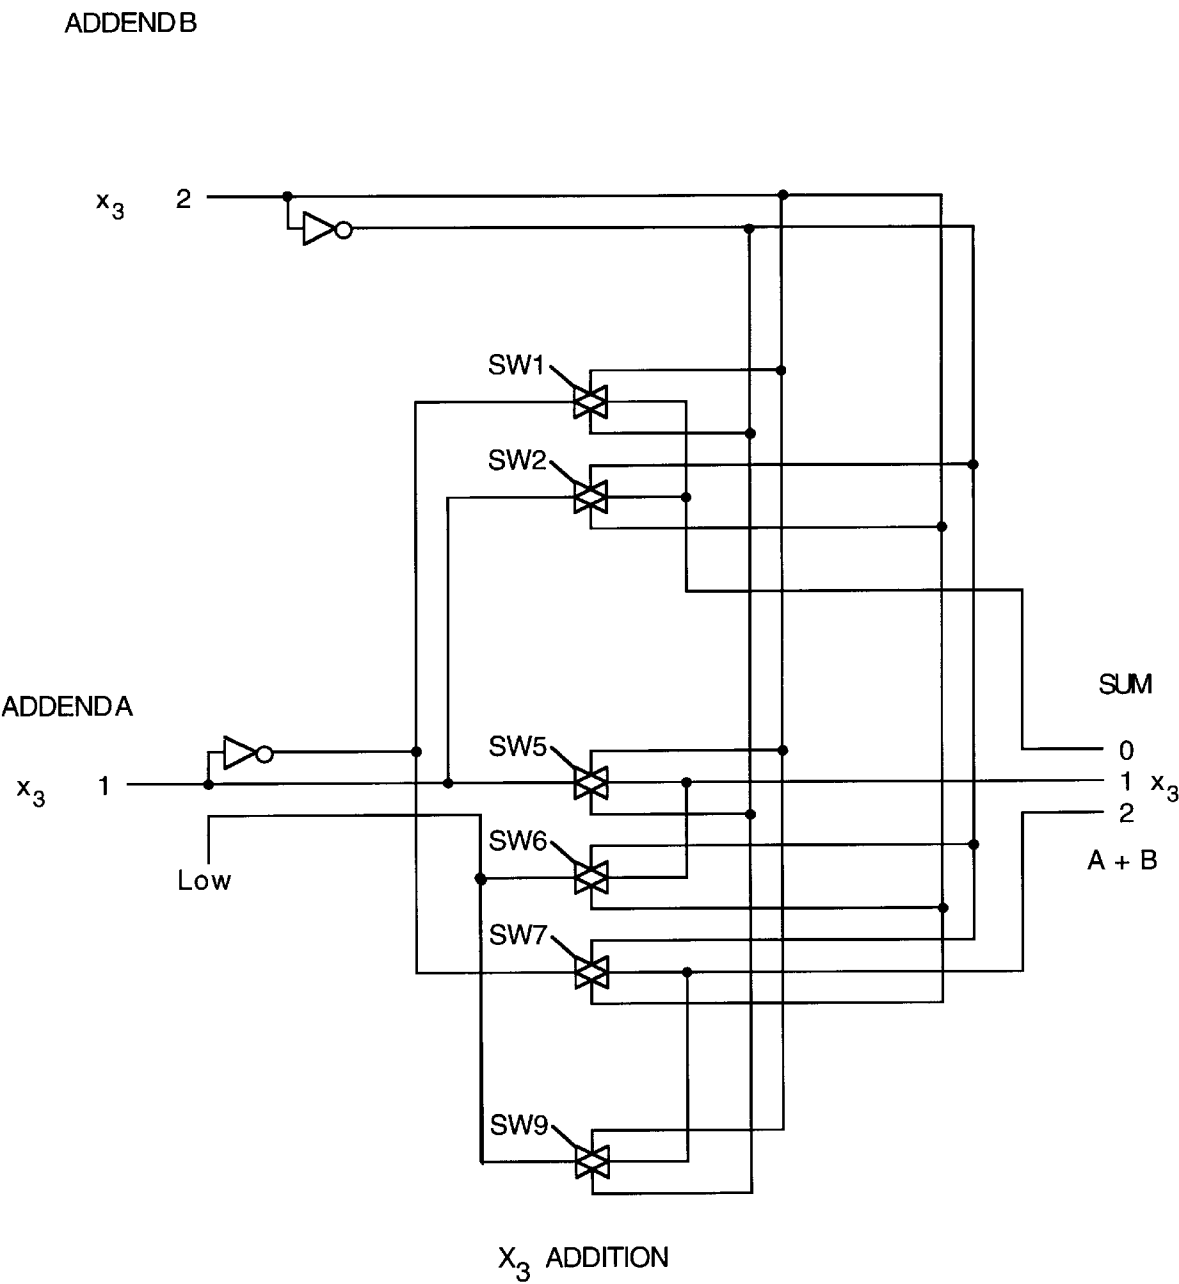 ADDEND B
x3 2
SW1
SW2
ADDEND A
SUM
SW5
0
x3 1
1 x3
2
Low
SW6
A + B
SW7
SW9
X3 ADDITION